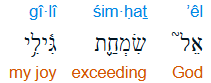 gî·lî śim·ḥaṯ ’êl
אֵל֮ שִׂמְחַ֪ת גִּ֫ילִ֥י
my joy exceeding God